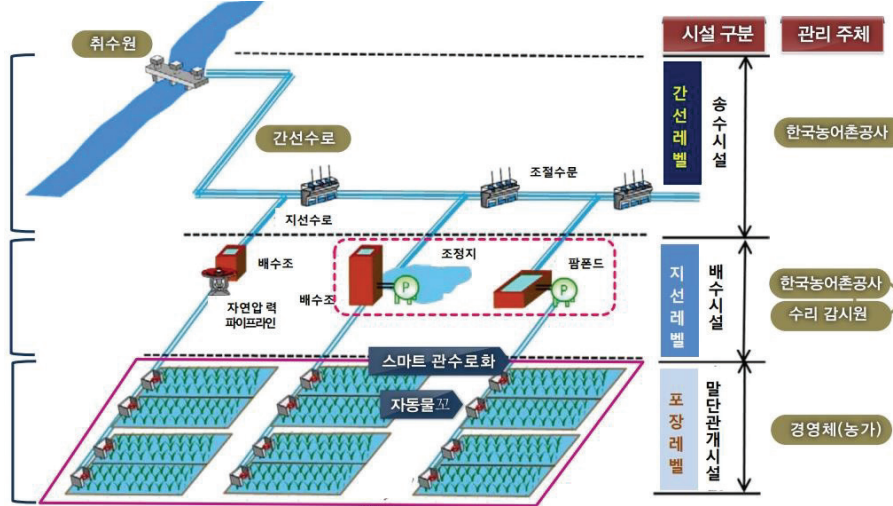 취수원
시설 구분
관리 주체
간선레벨
송수시설
한국농어촌공사
간선수로
조절수문
지선수로
배수조
조정지
팜폰드
배수조
자연압 력
파이프라인
P
P
지선레벨
배수시설
한국농어촌공사
수리 감시원
스마트 관수로화
자동물꼬
포장레벨
말단관개시설
경영체(농가)